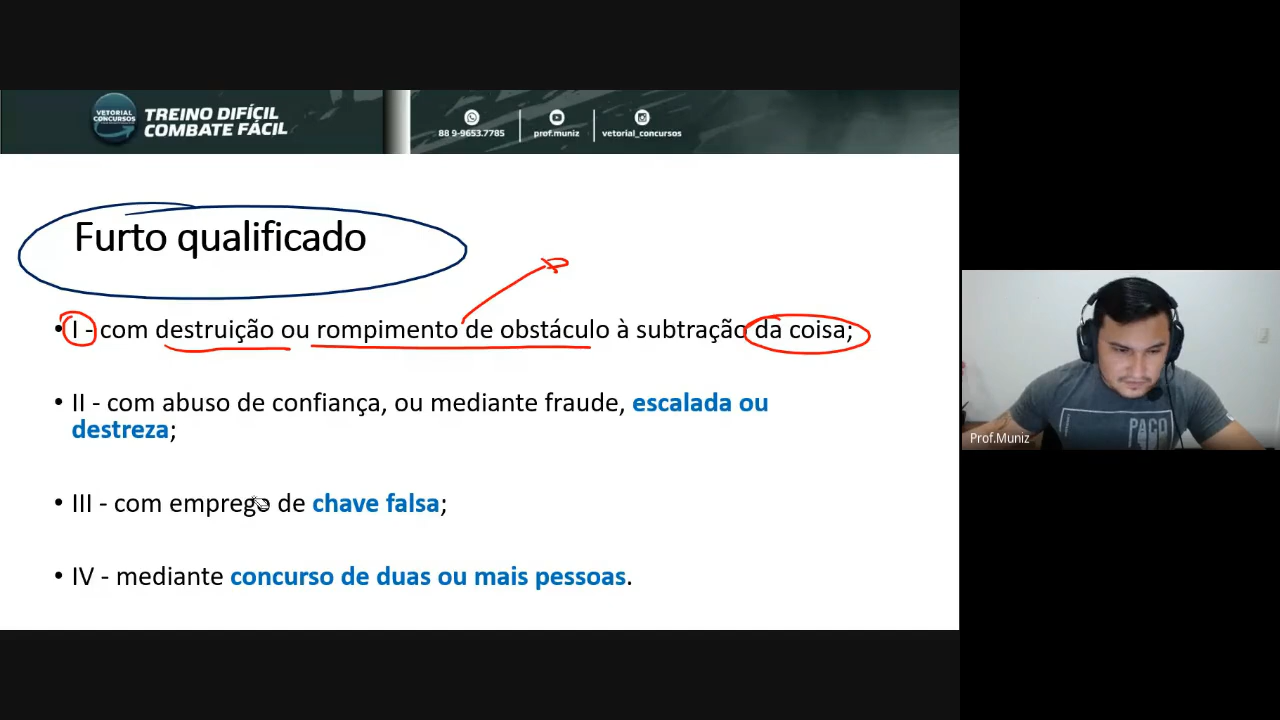 VETORIAL
CONCURSOS
TREINO DIFÍCIL
COMBATE FÁCIL
88 9-9653.7785
prof.muniz
vetorial_concursos
Furto qualificado
• I - com destruição ou rompimento de obstáculo à subtração da coisa;
• II - com abuso de confiança, ou mediante fraude, escalada ou
destreza;
• III - com emprego de chave falsa;
• IV - mediante concurso de duas ou mais pessoas.
PACO
Prof.Muniz